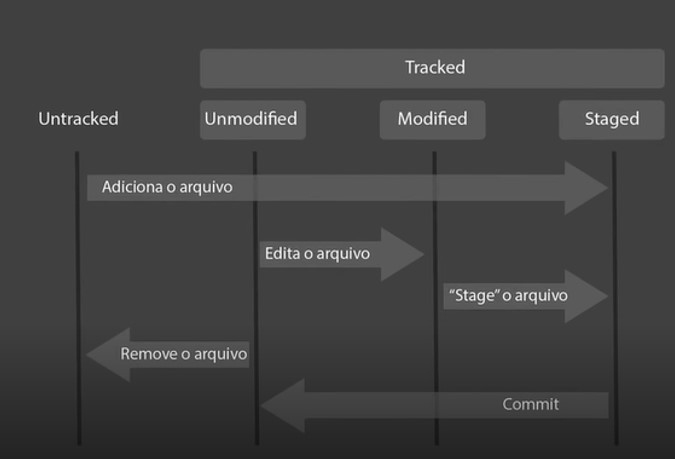 Tracked
Untracked
Unmodified
Modified
Staged
Adiciona o arquivo
Edita o arquivo
“Stage” o arquivo
Remove o arquivo
Commit